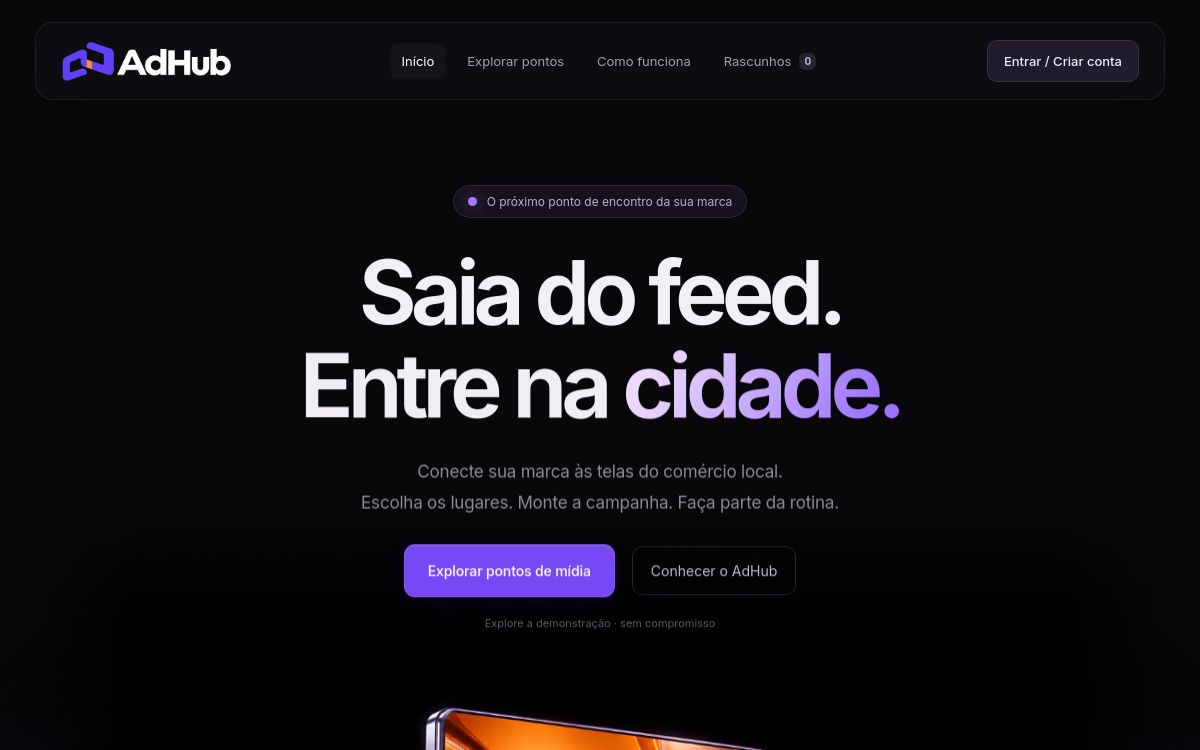 AdHub
Início
Explorar pontos
Como funciona
Rascunhos 0
Entrar / Criar conta
O próximo ponto de encontro da sua marca
Saia do feed.
Entre na cidade.
Conecte sua marca às telas do comércio local.
Escolha os lugares. Monte a campanha. Faça parte da rotina.
Explorar pontos de mídia
Conhecer o AdHub
Explore a demonstração · sem compromisso